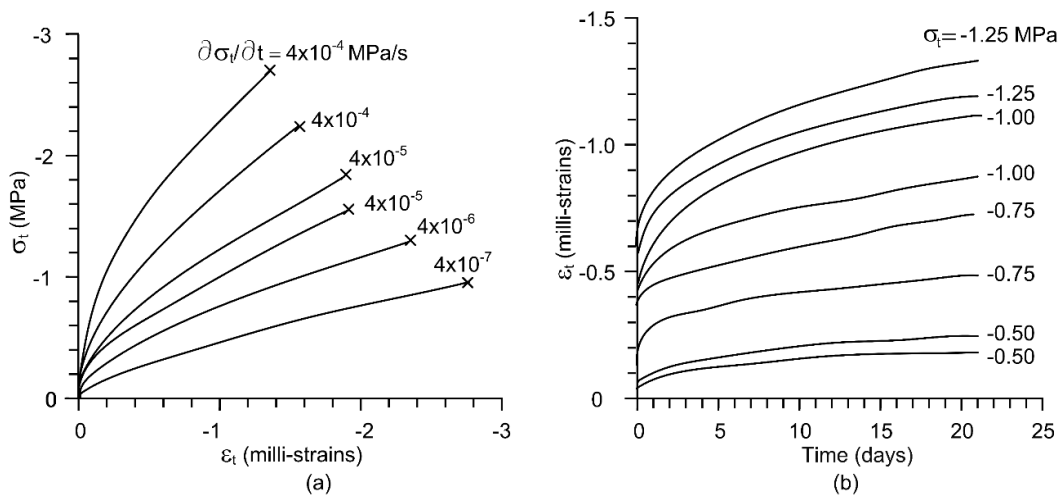 -3
∂σₜ/∂t = 4x10⁻⁴ MPa/s
4x10⁻⁴
-2
4x10⁻⁵
4x10⁻⁵
4x10⁻⁶
4x10⁻⁷
-1
0
σₜ (MPa)
0
-1
-2
-3
εₜ (milli-strains)
(a)
-1.5
σₜ= -1.25 MPa
-1.25
-1.00
-1.0
-1.00
-0.75
-0.5
-0.75
-0.50
-0.50
0
εₜ (milli-strains)
0
5
10
15
20
25
Time (days)
(b)